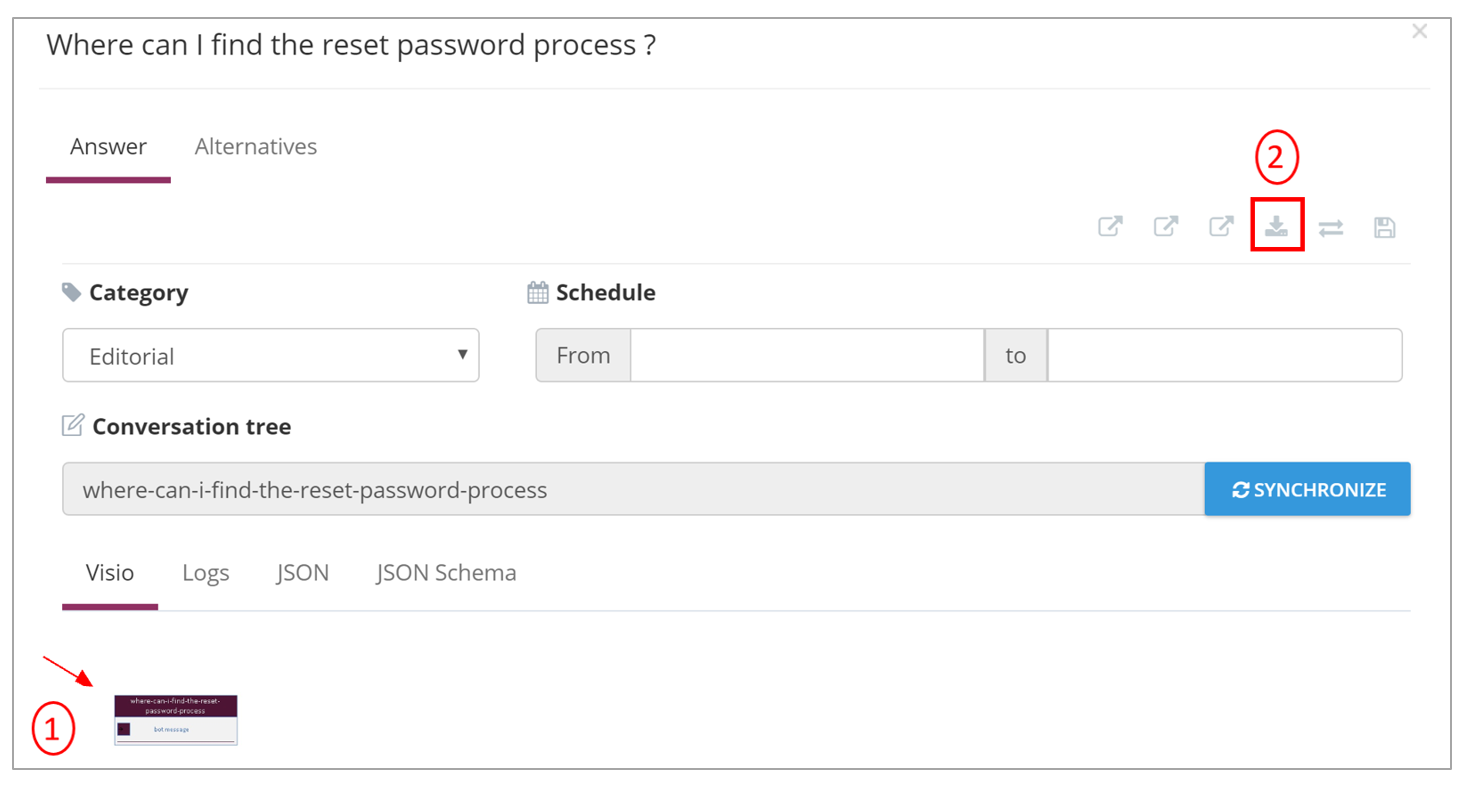 Where can I find the reset password process ?
×
Answer Alternatives
2
Category Schedule
Editorial From to
Conversation tree
where-can-i-find-the-reset-password-process SYNCHRONIZE
Visio Logs JSON JSON Schema
where-can-i-find-the-reset-
password-process
1
bot.message